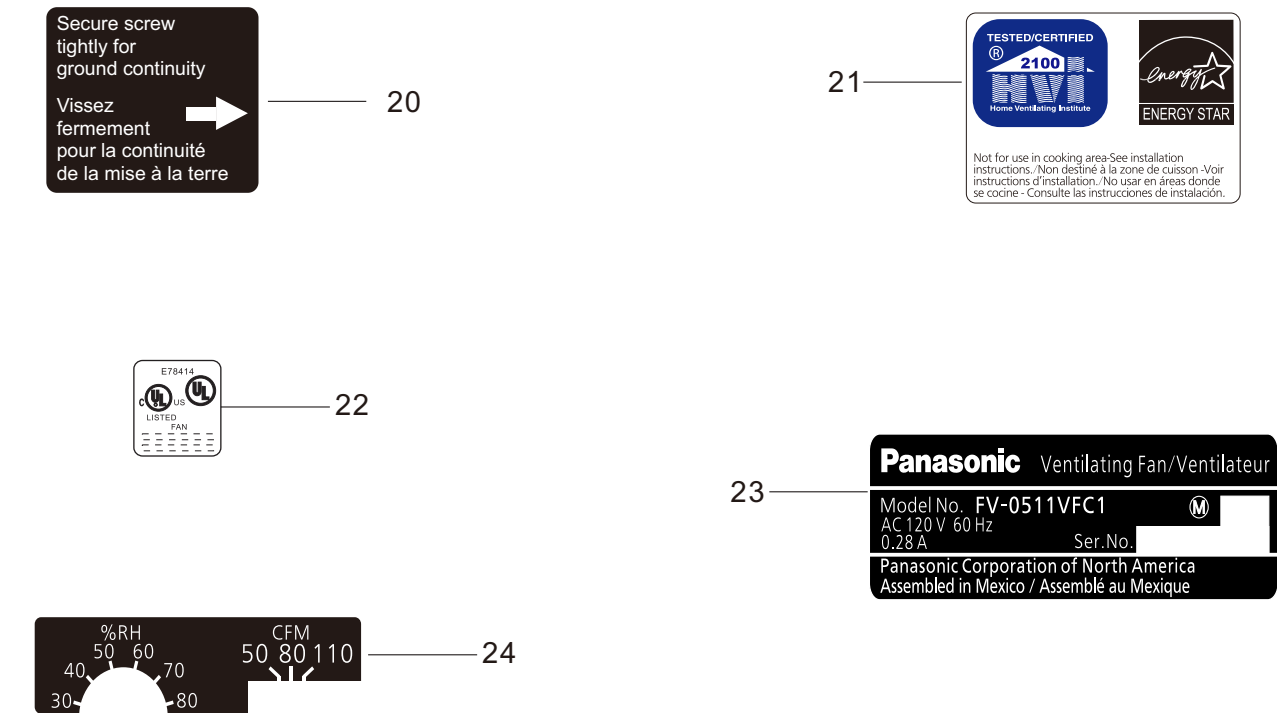 Secure screw
tightly for
ground continuity
Vissez
fermement
pour la continuité
de la mise à la terre
20
21
TESTED/CERTIFIED
®
2100
HVI
Home Ventilating Institute
energy
ENERGY STAR
Not for use in cooking area-See installation
instructions./Non destiné à la zone de cuisson -Voir
instructions d'installation./No usar en áreas donde
se cocine - Consulte las instrucciones de instalación.
E78414
C UL US UL
LISTED
FAN
22
23
Panasonic Ventilating Fan/Ventilateur
Model No. FV-0511VFC1 M
AC 120 V 60 Hz
0.28 A Ser.No.
Panasonic Corporation of North America
Assembled in Mexico / Assemblé au Mexique
%RH CFM
30 40 50 60 70 80
50 80 110
24